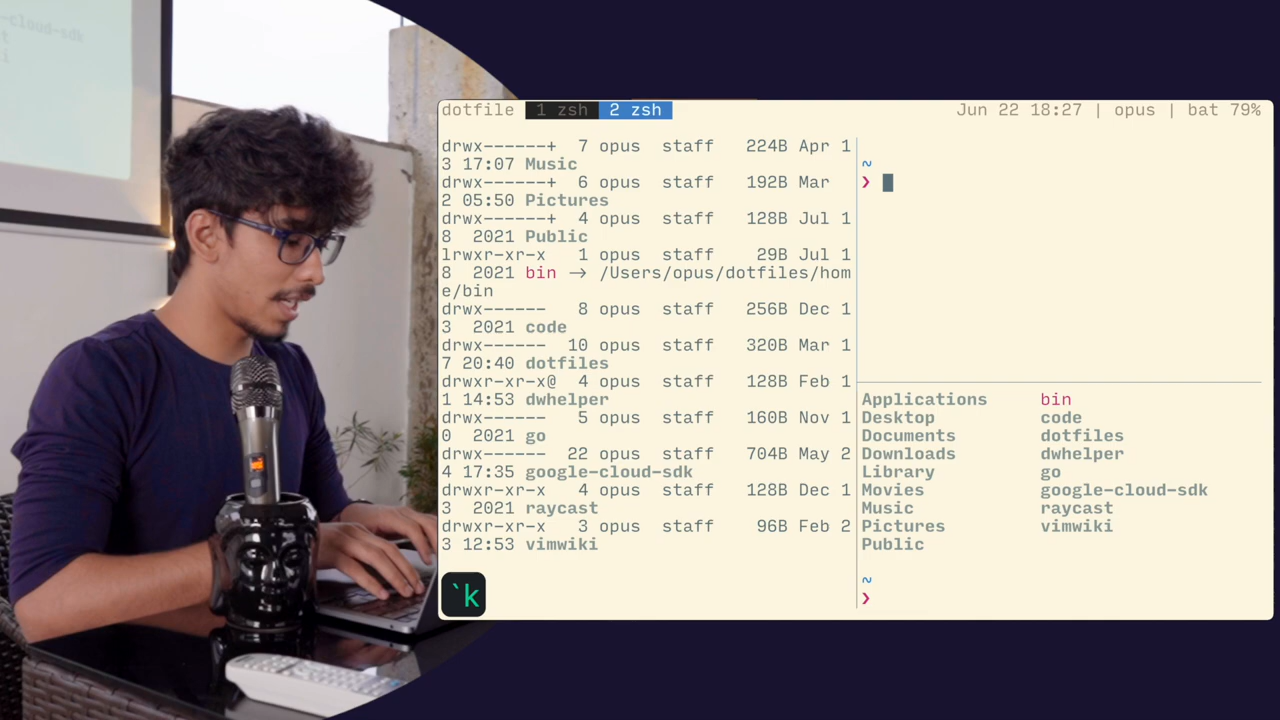 -cloud-sdk
t
i
dotfile 1 zsh 2 zsh Jun 22 18:27 | opus | bat 79%
drwx------+ 7 opus staff 224B Apr 1
3 17:07 Music
drwx------+ 6 opus staff 192B Mar
2 05:50 Pictures
drwx------+ 4 opus staff 128B Jul 1
8 2021 Public
lrwxr-xr-x 1 opus staff 29B Jul 1
8 2021 bin → /Users/opus/dotfiles/hom
e/bin
drwx------ 8 opus staff 256B Dec 1
3 2021 code
drwx------ 10 opus staff 320B Mar 1
7 20:40 dotfiles
drwxr-xr-x@ 4 opus staff 128B Feb 1
1 14:53 dwhelper
drwx------ 5 opus staff 160B Nov 1
0 2021 go
drwx------ 22 opus staff 704B May 2
4 17:35 google-cloud-sdk
drwxr-xr-x 4 opus staff 128B Dec 1
3 2021 raycast
drwxr-xr-x 3 opus staff 96B Feb 2
3 12:53 vimwiki
~
❯
Applications bin
Desktop code
Documents dotfiles
Downloads dwhelper
Library go
Movies google-cloud-sdk
Music raycast
Pictures vimwiki
Public
~
❯
`k